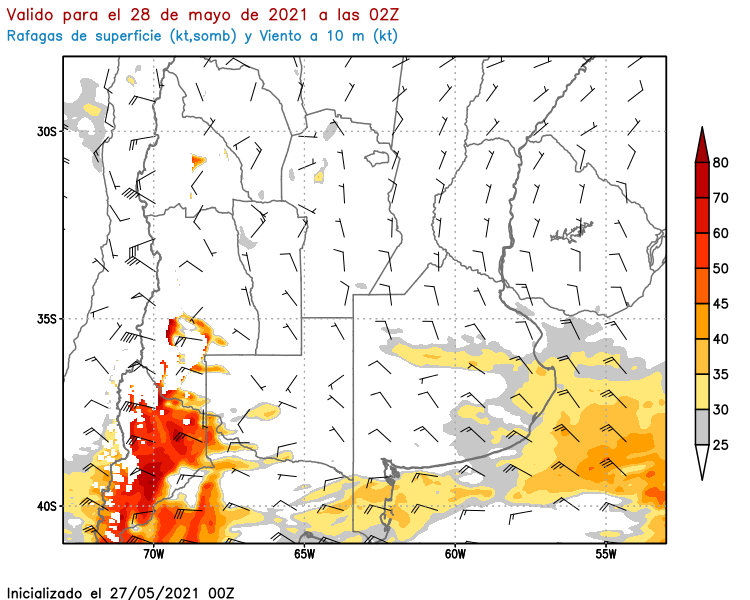 Valido para el 28 de mayo de 2021 a las 02Z
Rafagas de superficie (kt,somb) y Viento a 10 m (kt)
30S
35S
40S
70W
65W
60W
55W
80
70
60
50
45
40
35
30
25
Inicializado el 27/05/2021 00Z